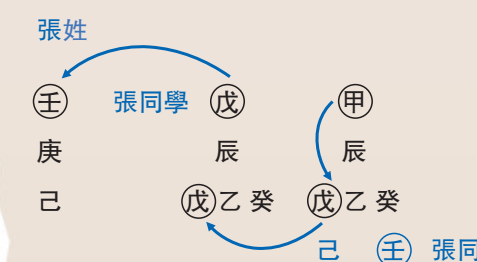 張姓
壬 張同學 戊 甲
庚 辰 辰
己 戊乙癸 戊乙癸
己 壬 張同